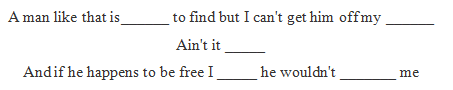 A man like that is______ to find but I can't get him off my ______
Ain't it _____
And if he happens to be free I _____ he wouldn't _______ me